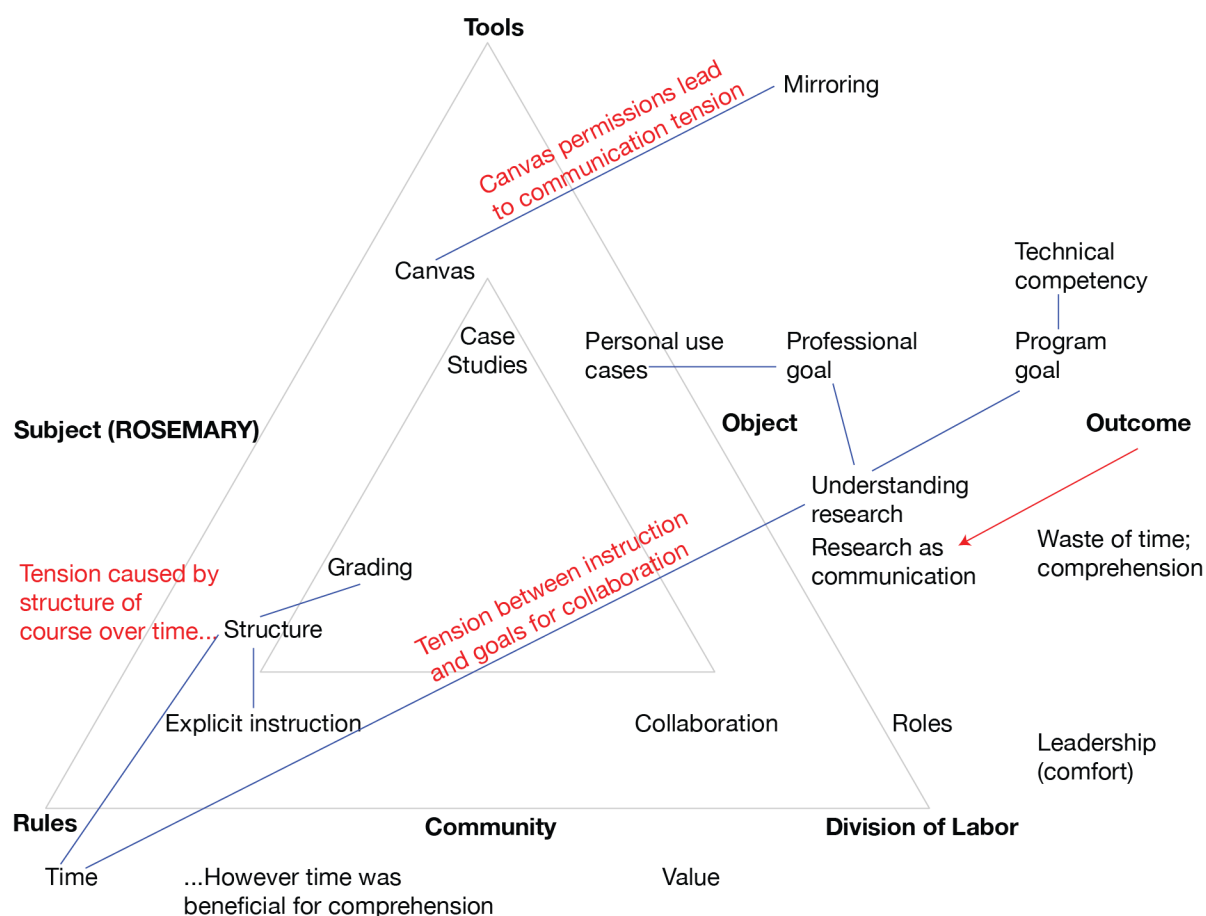 Tools
Mirroring
Canvas permissions lead
to communication tension
Canvas
Technical
competency
Case
Studies
Personal use
cases
Professional
goal
Program
goal
Subject (ROSEMARY)
Object
Outcome
Understanding
research
Research as
communication
Waste of time;
comprehension
Grading
Tension caused by
structure of
course over time...
Structure
Tension between instruction
and goals for collaboration
Explicit instruction
Collaboration
Roles
Leadership
(comfort)
Rules
Community
Division of Labor
Time
...However time was
beneficial for comprehension
Value